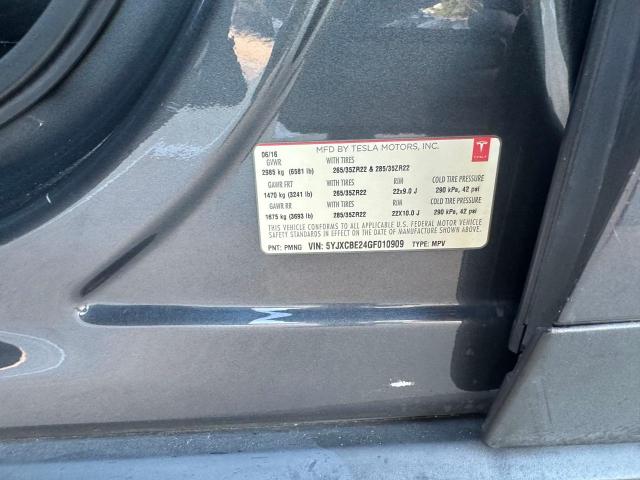 MFD BY TESLA MOTORS, INC.
06/16
GVWR WITH TIRES
2985 kg (6581 lb) 265/35ZR22 & 285/35ZR22
GAWR FRT WITH TIRES RIM COLD TIRE PRESSURE
1470 kg (3241 lb) 265/35ZR22 22x9.0 J 290 kPa, 42 psi
GAWR RR WITH TIRES RIM COLD TIRE PRESSURE
1675 kg (3693 lb) 285/35ZR22 22X10.0 J 290 kPa, 42 psi
THIS VEHICLE CONFORMS TO ALL APPLICABLE U.S. FEDERAL MOTOR VEHICLE
SAFETY STANDARDS IN EFFECT ON THE DATE OF MANUFACTURE SHOWN ABOVE.
PNT: PMNG VIN: 5YJXCBE24GF010909 TYPE: MPV
TESLA